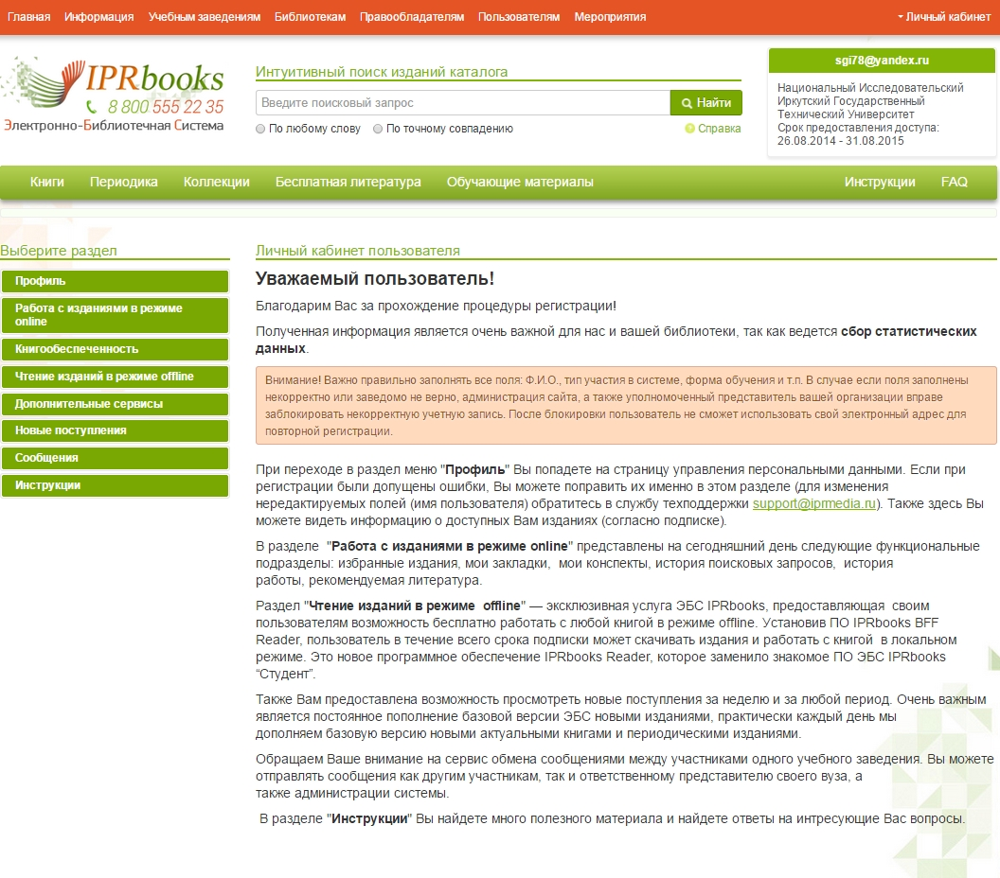 Главная Информация Учебным заведениям Библиотекам Правообладателям Пользователям Мероприятия Личный кабинет
IPRbooks
8 800 555 22 35
Электронно-Библиотечная Система
Интуитивный поиск изданий каталога
Введите поисковый запрос Найти
По любому слову По точному совпадению Справка
sgi78@yandex.ru
Национальный Исследовательский
Иркутский Государственный
Технический Университет
Срок предоставления доступа:
26.08.2014 - 31.08.2015
Книги Периодика Коллекции Бесплатная литература Обучающие материалы Инструкции FAQ
Выберите раздел
Профиль
Работа с изданиями в режиме
online
Книгообеспеченность
Чтение изданий в режиме offline
Дополнительные сервисы
Новые поступления
Сообщения
Инструкции
Личный кабинет пользователя
Уважаемый пользователь!
Благодарим Вас за прохождение процедуры регистрации!
Полученная информация является очень важной для нас и вашей библиотеки, так как ведется сбор статистических
данных.
Внимание! Важно правильно заполнять все поля: Ф.И.О., тип участия в системе, форма обучения и т.п. В случае если поля заполнены
некорректно или заведомо не верно, администрация сайта, а также уполномоченный представитель вашей организации вправе
заблокировать некорректную учетную запись. После блокировки пользователь не сможет использовать свой электронный адрес для
повторной регистрации.
При переходе в раздел меню "Профиль" Вы попадете на страницу управления персональными данными. Если при
регистрации были допущены ошибки, Вы можете поправить их именно в этом разделе (для изменения
нередактируемых полей (имя пользователя) обратитесь в службу техподдержки support@iprmedia.ru). Также здесь Вы
можете видеть информацию о доступных Вам изданиях (согласно подписке).
В разделе "Работа с изданиями в режиме online" представлены на сегодняшний день следующие функциональные
подразделы: избранные издания, мои закладки, мои конспекты, история поисковых запросов, история
работы, рекомендуемая литература.
Раздел "Чтение изданий в режиме offline" — эксклюзивная услуга ЭБС IPRbooks, предоставляющая своим
пользователям возможность бесплатно работать с любой книгой в режиме offline. Установив ПО IPRbooks BFF
Reader, пользователь в течение всего срока подписки может скачивать издания и работать с книгой в локальном
режиме. Это новое программное обеспечение IPRbooks Reader, которое заменило знакомое ПО ЭБС IPRbooks
“Студент”.
Также Вам предоставлена возможность просмотреть новые поступления за неделю и за любой период. Очень важным
является постоянное пополнение базовой версии ЭБС новыми изданиями, практически каждый день мы
дополняем базовую версию новыми актуальными книгами и периодическими изданиями.
Обращаем Ваше внимание на сервис обмена сообщениями между участниками одного учебного заведения. Вы можете
отправлять сообщения как другим участникам, так и ответственному представителю своего вуза, а
также администрации системы.
В разделе "Инструкции" Вы найдете много полезного материала и найдете ответы на интресующие Вас вопросы.